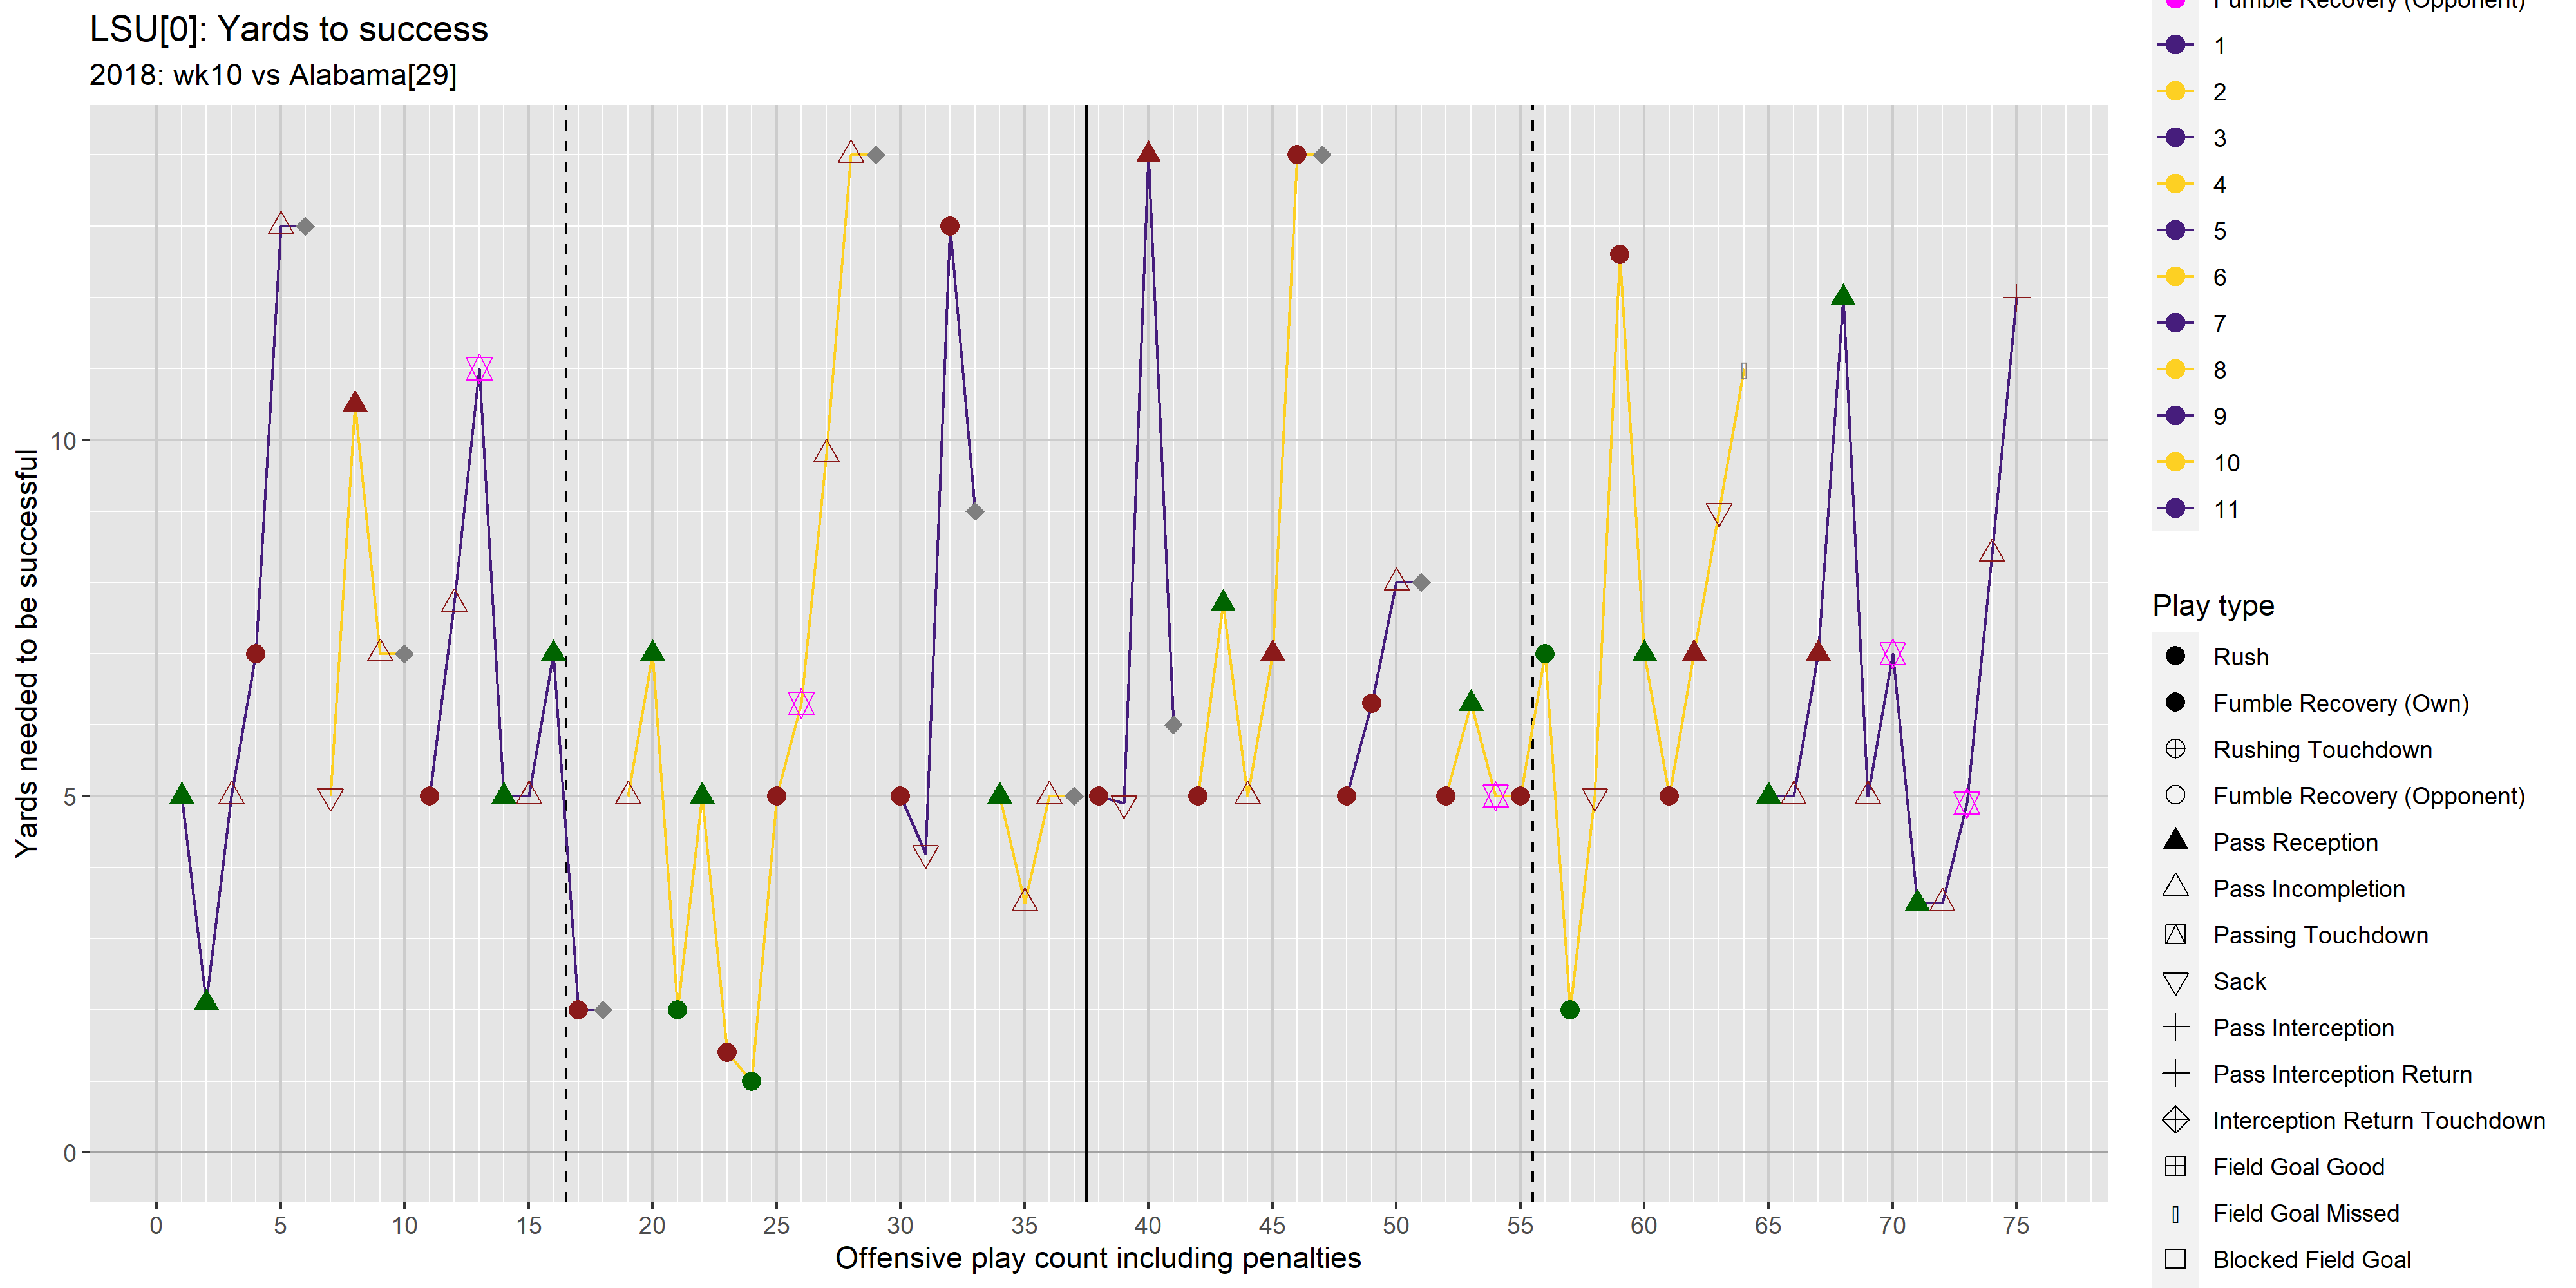 LSU[0]: Yards to success
2018: wk10 vs Alabama[29]
Yards needed to be successful
10
5
0
0 5 10 15 20 25 30 35 40 45 50 55 60 65 70 75
Offensive play count including penalties
Fumble Recovery (Opponent)
1
2
3
4
5
6
7
8
9
10
11
Play type
Rush
Fumble Recovery (Own)
Rushing Touchdown
Fumble Recovery (Opponent)
Pass Reception
Pass Incompletion
Passing Touchdown
Sack
Pass Interception
Pass Interception Return
Interception Return Touchdown
Field Goal Good
Field Goal Missed
Blocked Field Goal